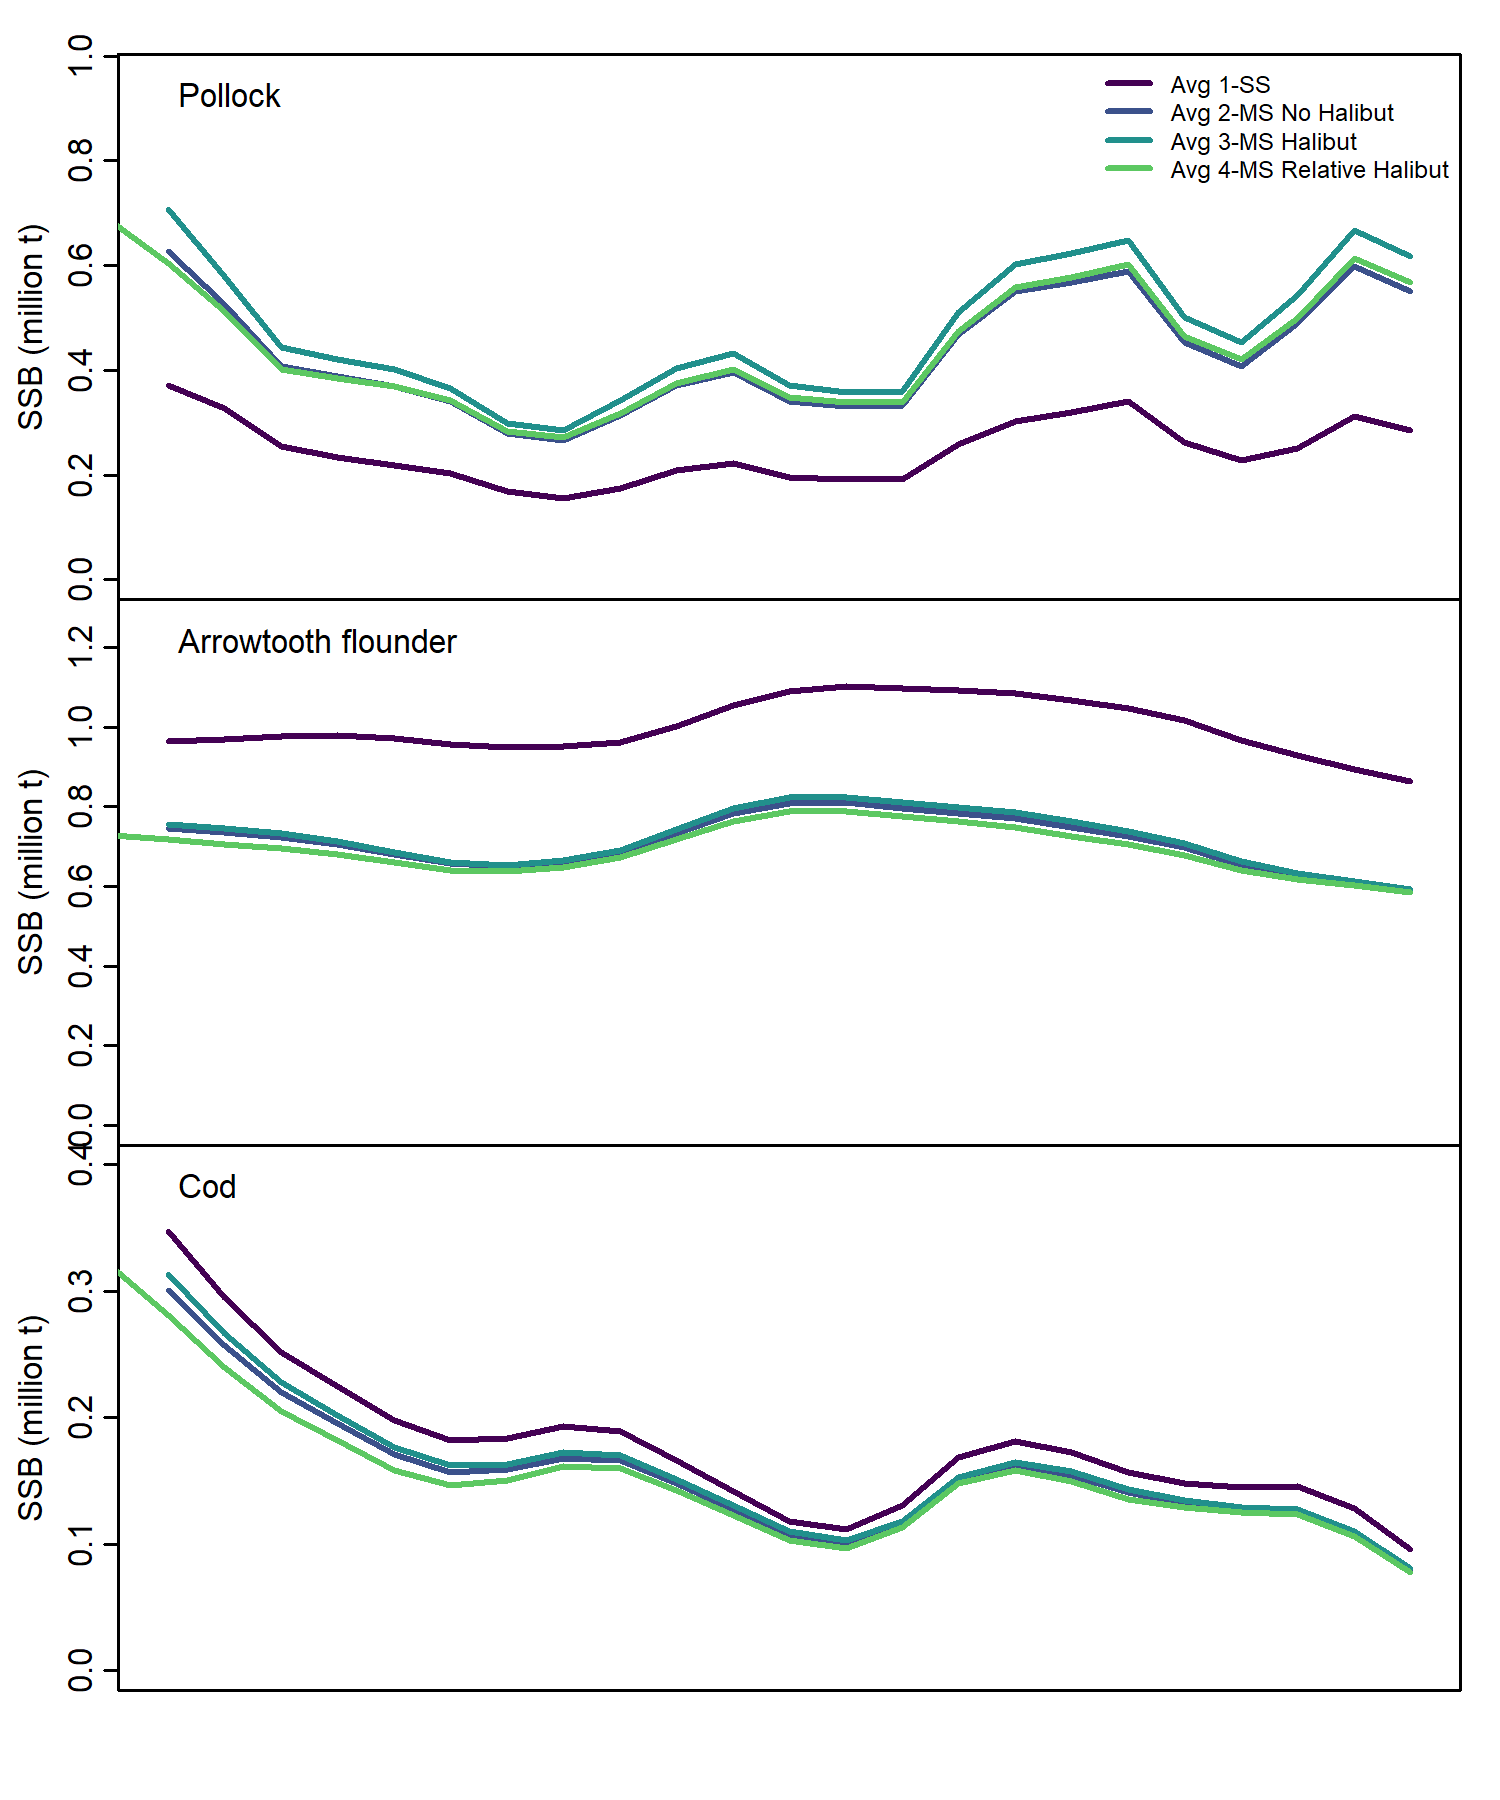 Pollock
Avg 1-SS
Avg 2-MS No Halibut
Avg 3-MS Halibut
Avg 4-MS Relative Halibut
SSB (million t)
1.0
0.8
0.6
0.4
0.2
0.0
Arrowtooth flounder
SSB (million t)
1.2
1.0
0.8
0.6
0.4
0.2
0.0
Cod
SSB (million t)
0.4
0.3
0.2
0.1
0.0